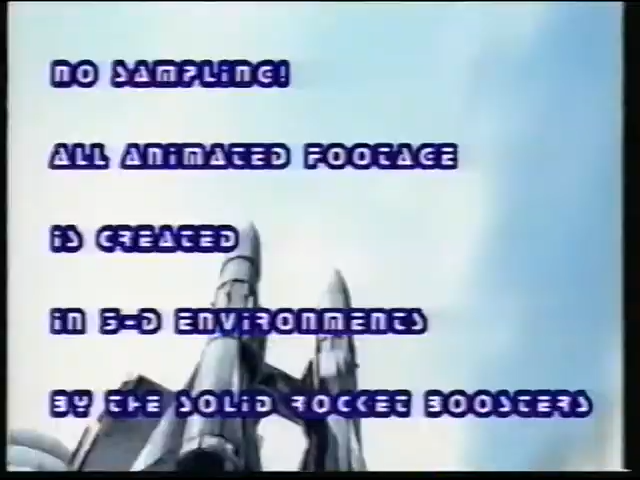 NO SAMPLING!
ALL ANIMATED FOOTAGE
IS CREATED
IN 3-D ENVIRONMENTS
BY THE SOLID ROCKET BOOSTERS